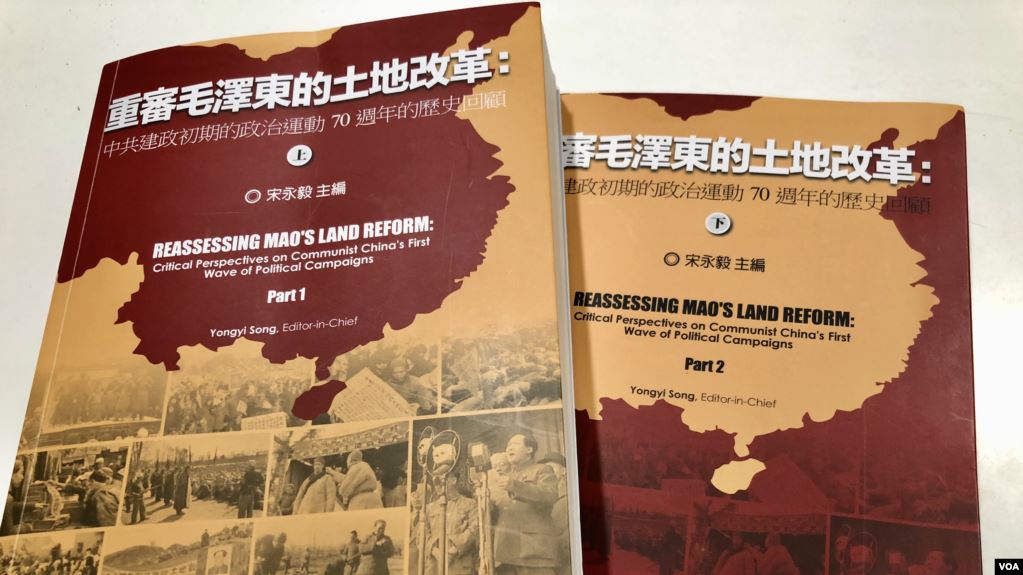 重審毛澤東的土地改革：
中共建政初期的政治運動 70 週年的歷史回顧
上
◎ 宋永毅 主編
REASSESSING MAO'S LAND REFORM:
Critical Perspectives on Communist China's First
Wave of Political Campaigns
Part 1
Yongyi Song, Editor-in-Chief
審毛澤東的土地改革：
建政初期的政治運動 70 週年的歷史回顧
下
◎ 宋永毅 主編
REASSESSING MAO'S LAND REFORM:
Critical Perspectives on Communist China's First
Wave of Political Campaigns
Part 2
Yongyi Song, Editor-in-Chief
VOA